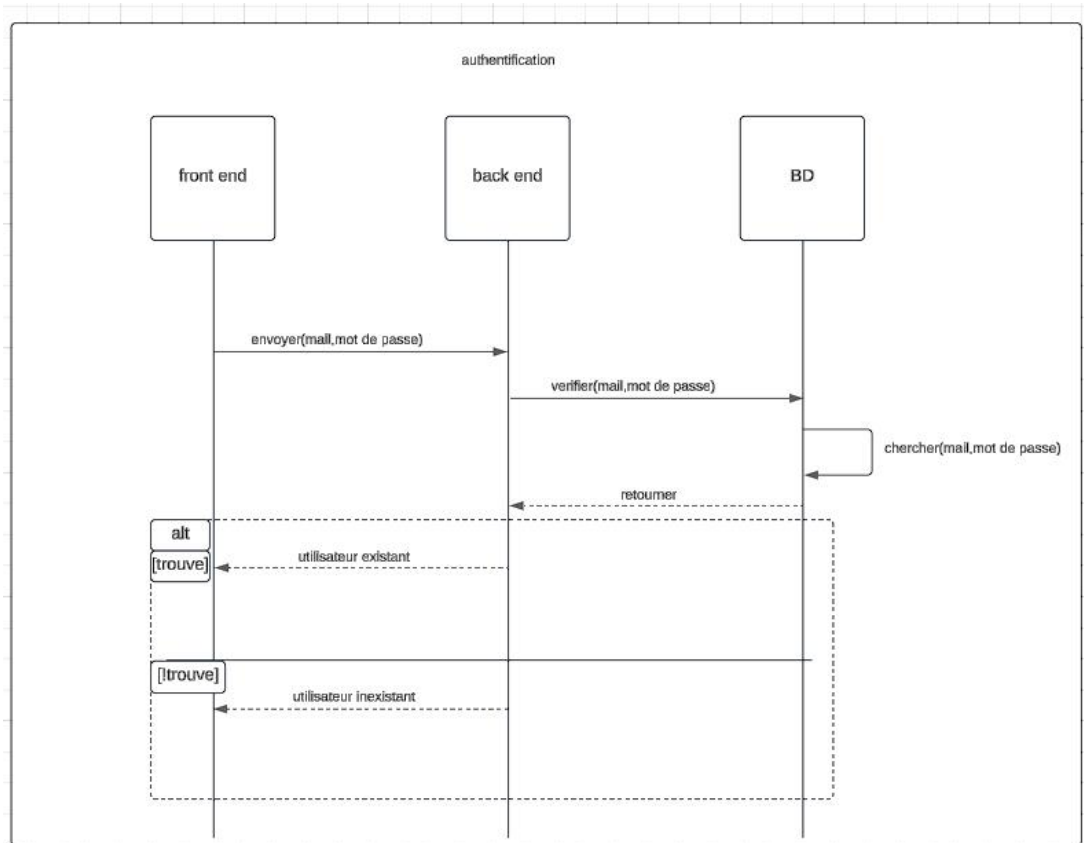 authentification
front end
back end
BD
envoyer(mail,mot de passe)
verifier(mail,mot de passe)
chercher(mail,mot de passe)
retourner
alt
[trouve]
utilisateur existant
[!trouve]
utilisateur inexistant